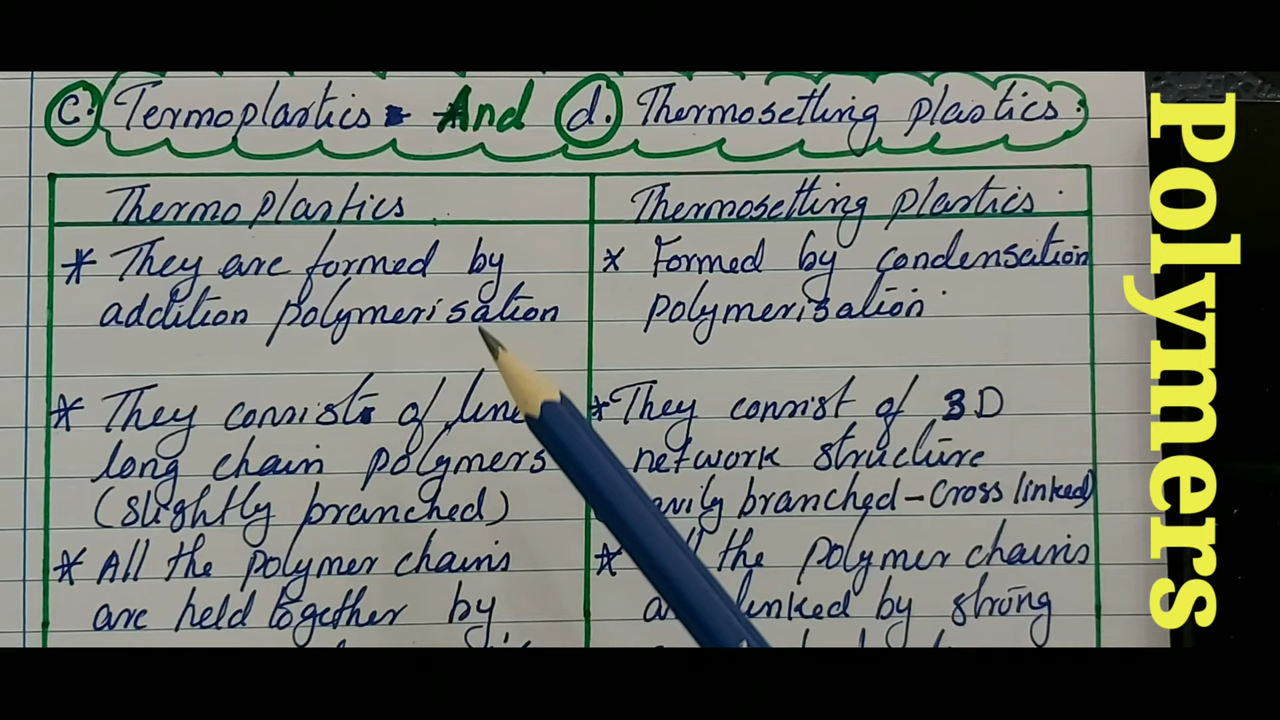 c. Termoplastics And d. Thermosetting plastics.
Thermoplastics.
Thermosetting plastics.
* They are formed by
addition polymerisation
* Formed by condensation
polymerisation.
* They consists of
long chain polymers
(slightly branched)
* They consist of 3D
network structure
branched - Cross linked)
* All the polymer chains
are held together by
* the polymer chains
linked by strong
Polymers